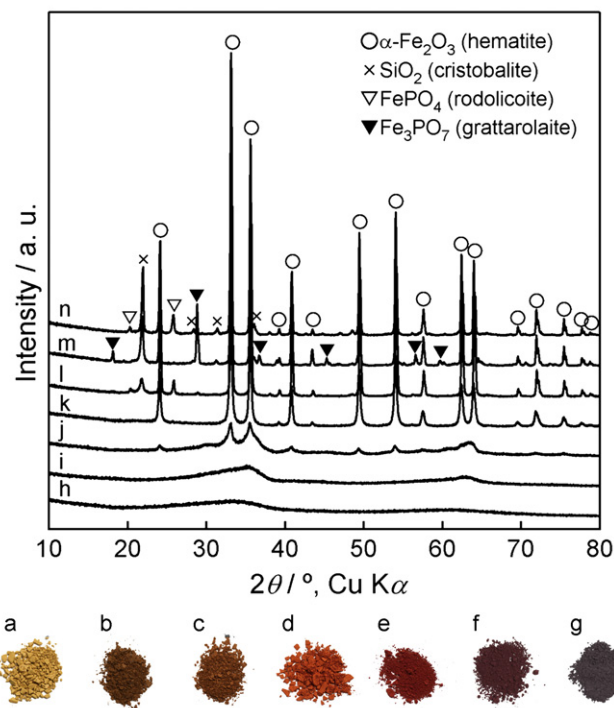 ○α-Fe₂O₃ (hematite)
× SiO₂ (cristobalite)
▽ FePO₄ (rodolicoite)
▼ Fe₃PO₇ (grattarolaite)
Intensity / a. u.
n
m
l
k
j
i
h
10 20 30 40 50 60 70 80
2θ / º, Cu Kα
a b c d e f g